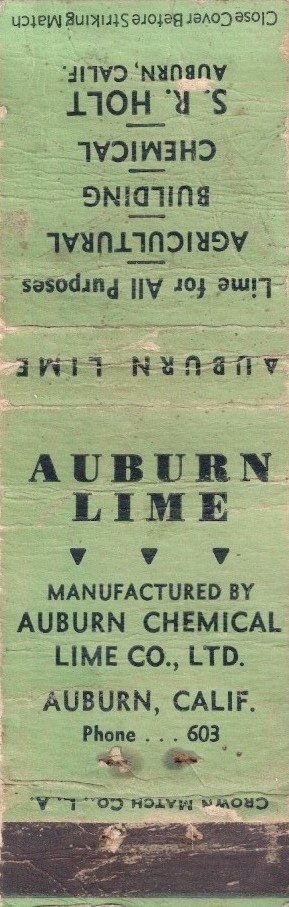 Lime for All Purposes
AGRICULTURAL
BUILDING
CHEMICAL
S. R. HOLT
AUBURN, CALIF.
Close Cover Before Striking Match
AUBURN LIME
AUBURN
LIME
MANUFACTURED BY
AUBURN CHEMICAL
LIME CO., LTD.
AUBURN, CALIF.
Phone . . . 603
CROWN MATCH CO., L.A.